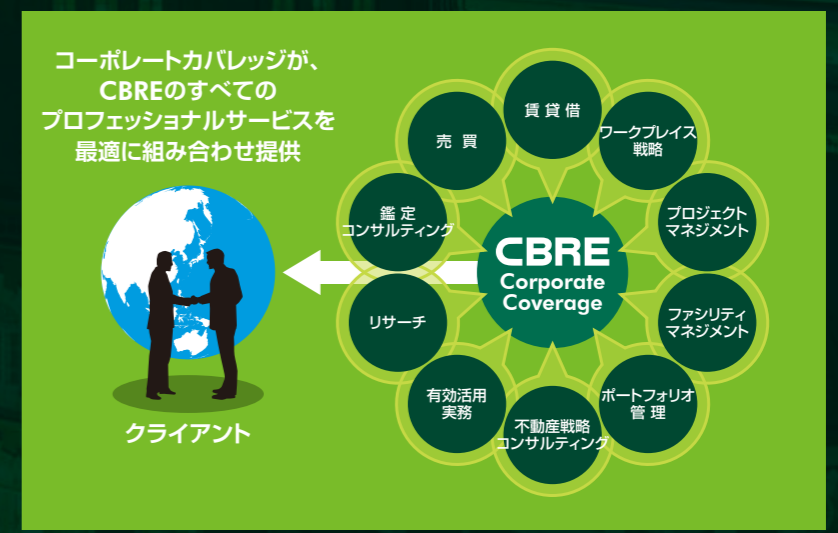 コーポレートカバレッジが、
CBREのすべての
プロフェッショナルサービスを
最適に組み合わせ提供
クライアント
CBRE
Corporate
Coverage
賃貸借
ワークプレイス
戦略
プロジェクト
マネジメント
ファシリティ
マネジメント
ポートフォリオ
管 理
不動産戦略
コンサルティング
有効活用
実務
リサーチ
鑑 定
コンサルティング
売 買